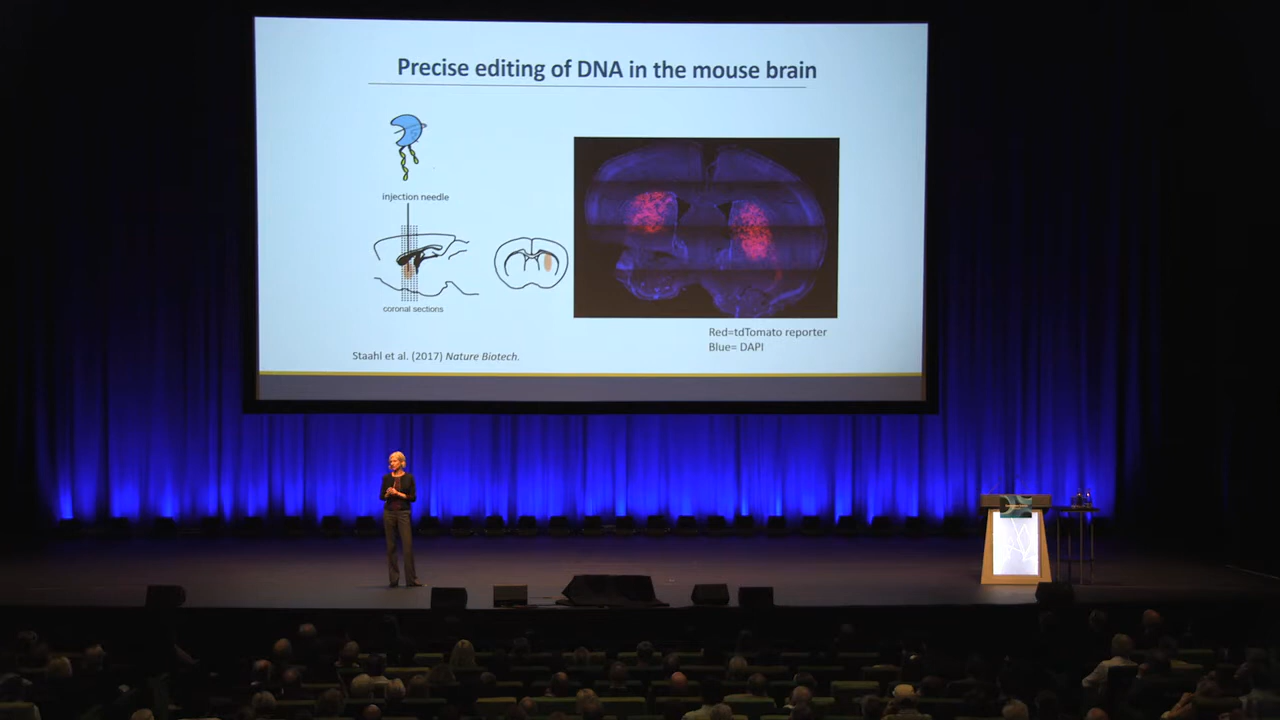 Precise editing of DNA in the mouse brain
injection needle
coronal sections
Red=tdTomato reporter
Blue= DAPI
Staahl et al. (2017) Nature Biotech.